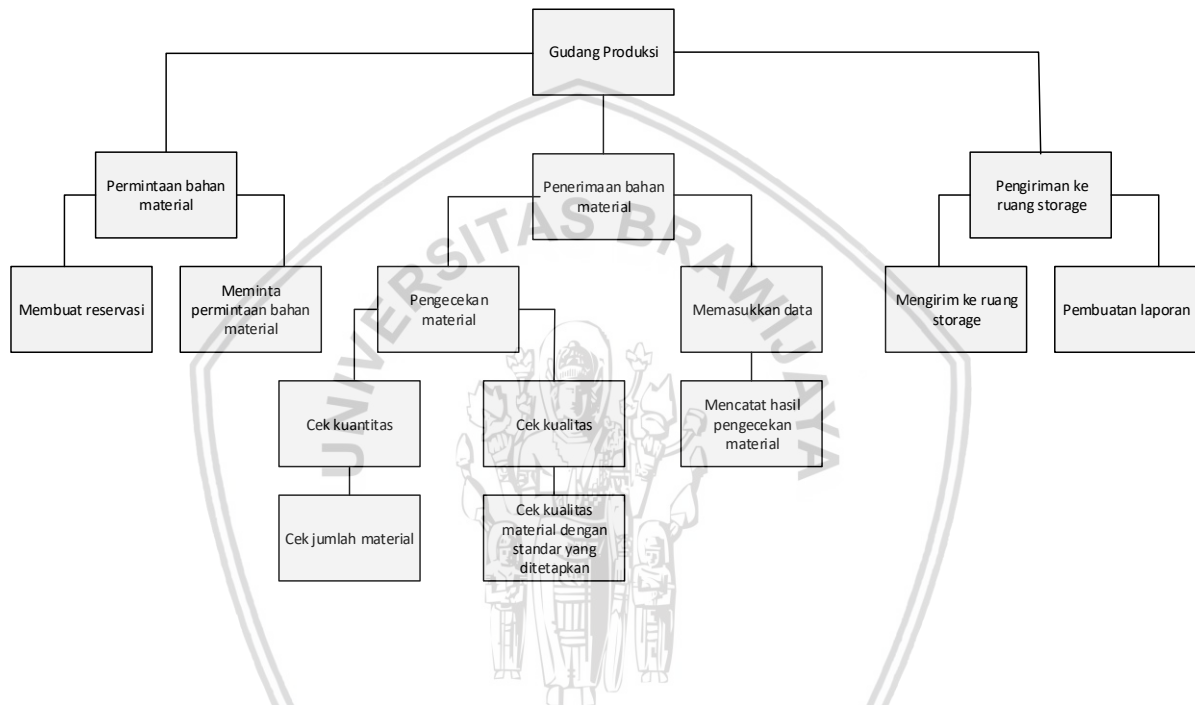 Gudang Produksi
Permintaan bahan
material
Penerimaan bahan
material
Pengiriman ke
ruang storage
UNIVERSITAS BRAWIJAYA
Membuat reservasi
Meminta
permintaan bahan
material
Pengecekan
material
Memasukkan data
Mengirim ke ruang
storage
Pembuatan laporan
Cek kuantitas
Cek kualitas
Mencatat hasil
pengecekan
material
Cek jumlah material
Cek kualitas
material dengan
standar yang
ditetapkan